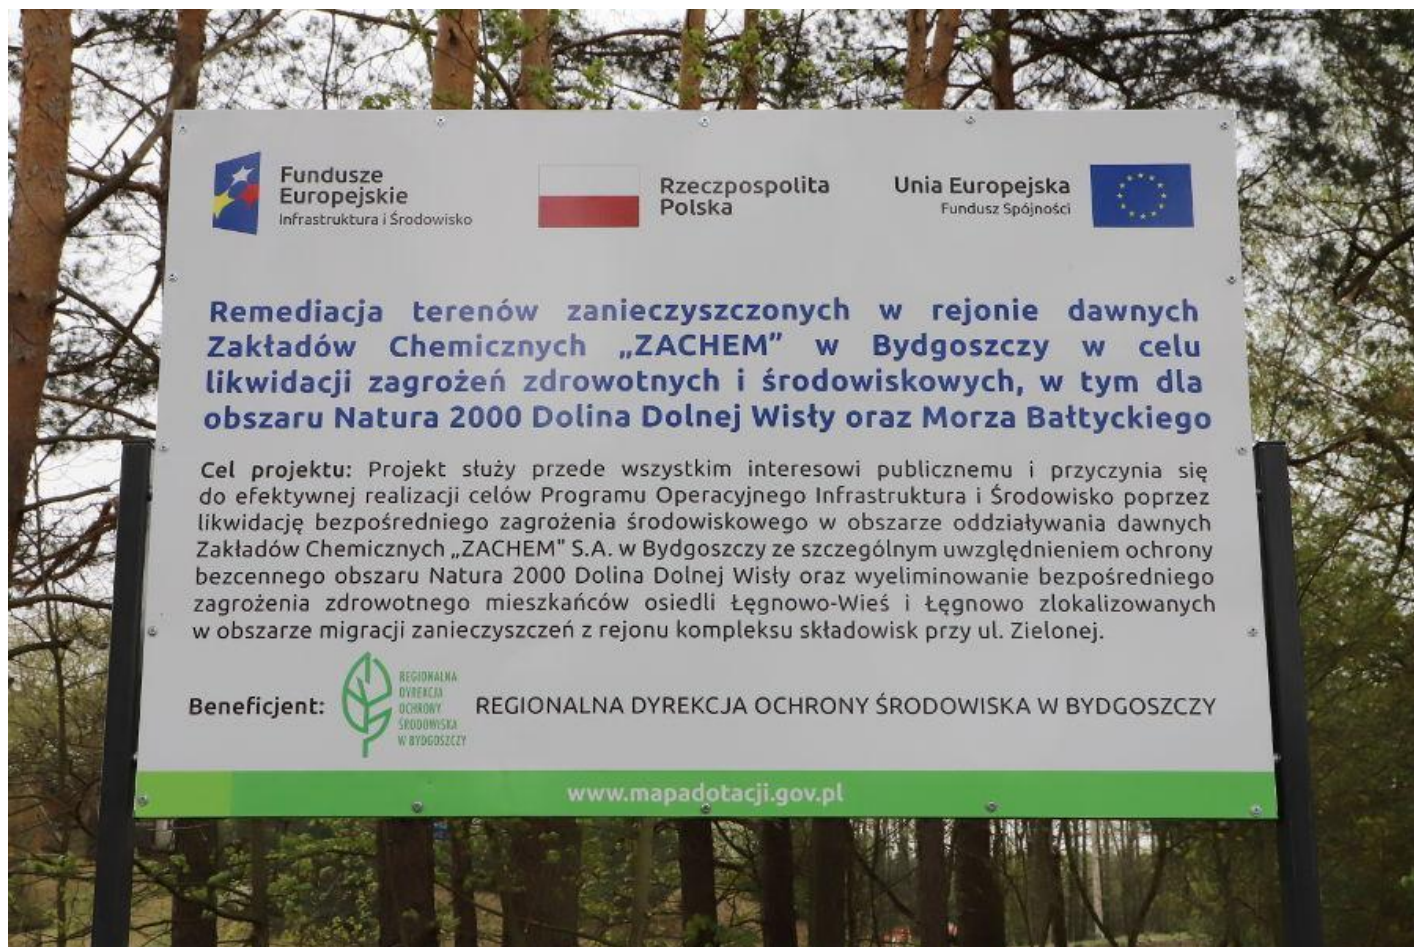 Fundusze
Europejskie
Infrastruktura i Środowisko
Rzeczpospolita
Polska
Unia Europejska
Fundusz Spójności
Remediacja terenów zanieczyszczonych w rejonie dawnych
Zakładów Chemicznych „ZACHEM” w Bydgoszczy w celu
likwidacji zagrożeń zdrowotnych i środowiskowych, w tym dla
obszaru Natura 2000 Dolina Dolnej Wisły oraz Morza Bałtyckiego
Cel projektu: Projekt służy przede wszystkim interesowi publicznemu i przyczynia się
do efektywnej realizacji celów Programu Operacyjnego Infrastruktura i Środowisko poprzez
likwidację bezpośredniego zagrożenia środowiskowego w obszarze oddziaływania dawnych
Zakładów Chemicznych „ZACHEM" S.A. w Bydgoszczy ze szczególnym uwzględnieniem ochrony
bezcennego obszaru Natura 2000 Dolina Dolnej Wisły oraz wyeliminowanie bezpośredniego
zagrożenia zdrowotnego mieszkańców osiedli Łęgnowo-Wieś i Łęgnowo zlokalizowanych
w obszarze migracji zanieczyszczeń z rejonu kompleksu składowisk przy ul. Zielonej.
Beneficjent:
REGIONALNA
DYREKCJA
OCHRONY
ŚRODOWISKA
W BYDGOSZCZY
REGIONALNA DYREKCJA OCHRONY ŚRODOWISKA W BYDGOSZCZY
www.mapadotacji.gov.pl